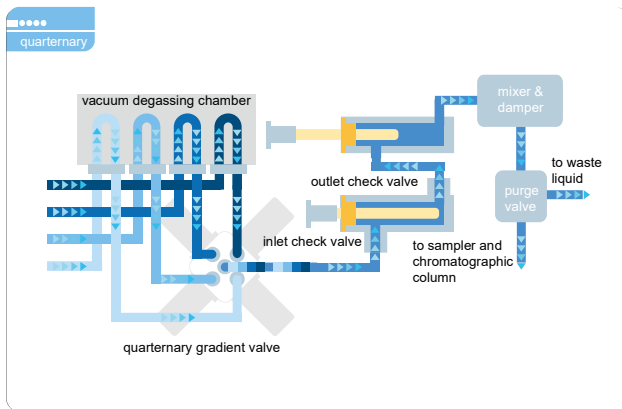 quarternary
vacuum degassing chamber
mixer &
damper
to waste
liquid
outlet check valve
purge
valve
inlet check valve
to sampler and
chromatographic
column
quarternary gradient valve